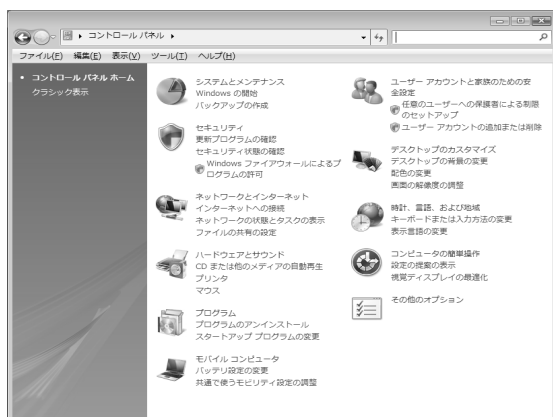 コントロール パネル
ファイル(F) 編集(E) 表示(V) ツール(T) ヘルプ(H)
コントロール パネル ホーム
クラシック表示
システムとメンテナンス
Windows の開始
バックアップの作成
セキュリティ
更新プログラムの確認
セキュリティ状態の確認
Windows ファイアウォールによるプ
ログラムの許可
ネットワークとインターネット
インターネットへの接続
ネットワークの状態とタスクの表示
ファイルの共有の設定
ハードウェアとサウンド
CD または他のメディアの自動再生
プリンタ
マウス
プログラム
プログラムのアンインストール
スタートアップ プログラムの変更
モバイル コンピュータ
バッテリ設定の変更
共通で使うモビリティ設定の調整
ユーザー アカウントと家族のための安
全設定
任意のユーザーへの保護者による制限
のセットアップ
ユーザー アカウントの追加または削除
デスクトップのカスタマイズ
デスクトップの背景の変更
配色の変更
画面の解像度の調整
時計、言語、および地域
キーボードまたは入力方法の変更
表示言語の変更
コンピュータの簡単操作
設定の提案の表示
視覚ディスプレイの最適化
その他のオプション